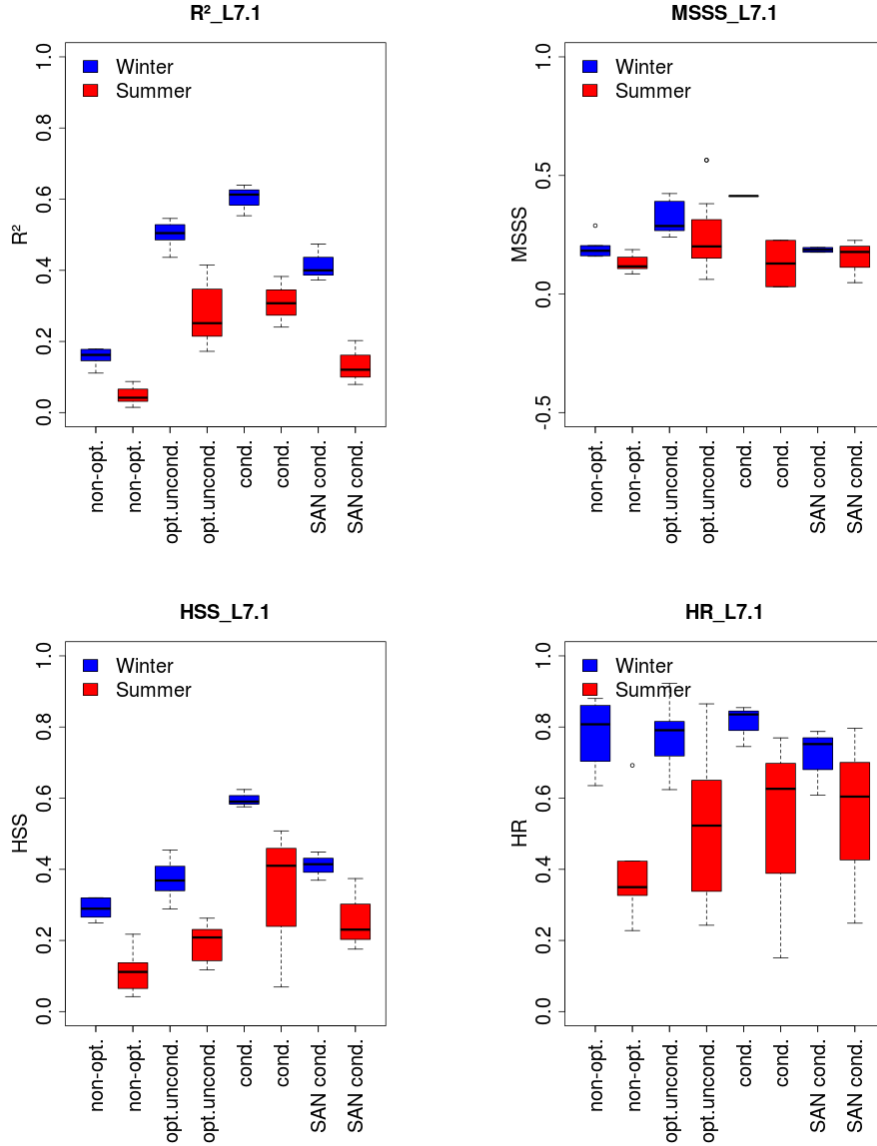 R²_L7.1
R²
1.0
0.8
0.6
0.4
0.2
0.0
Winter
Summer
non-opt.
non-opt.
opt.uncond.
opt.uncond.
cond.
cond.
SAN cond.
SAN cond.
MSSS_L7.1
MSSS
1.0
0.5
0.0
-0.5
Winter
Summer
non-opt.
non-opt.
opt.uncond.
opt.uncond.
cond.
cond.
SAN cond.
SAN cond.
HSS_L7.1
HSS
1.0
0.8
0.6
0.4
0.2
0.0
Winter
Summer
non-opt.
non-opt.
opt.uncond.
opt.uncond.
cond.
cond.
SAN cond.
SAN cond.
HR_L7.1
HR
1.0
0.8
0.6
0.4
0.2
0.0
Winter
Summer
non-opt.
non-opt.
opt.uncond.
opt.uncond.
cond.
cond.
SAN cond.
SAN cond.